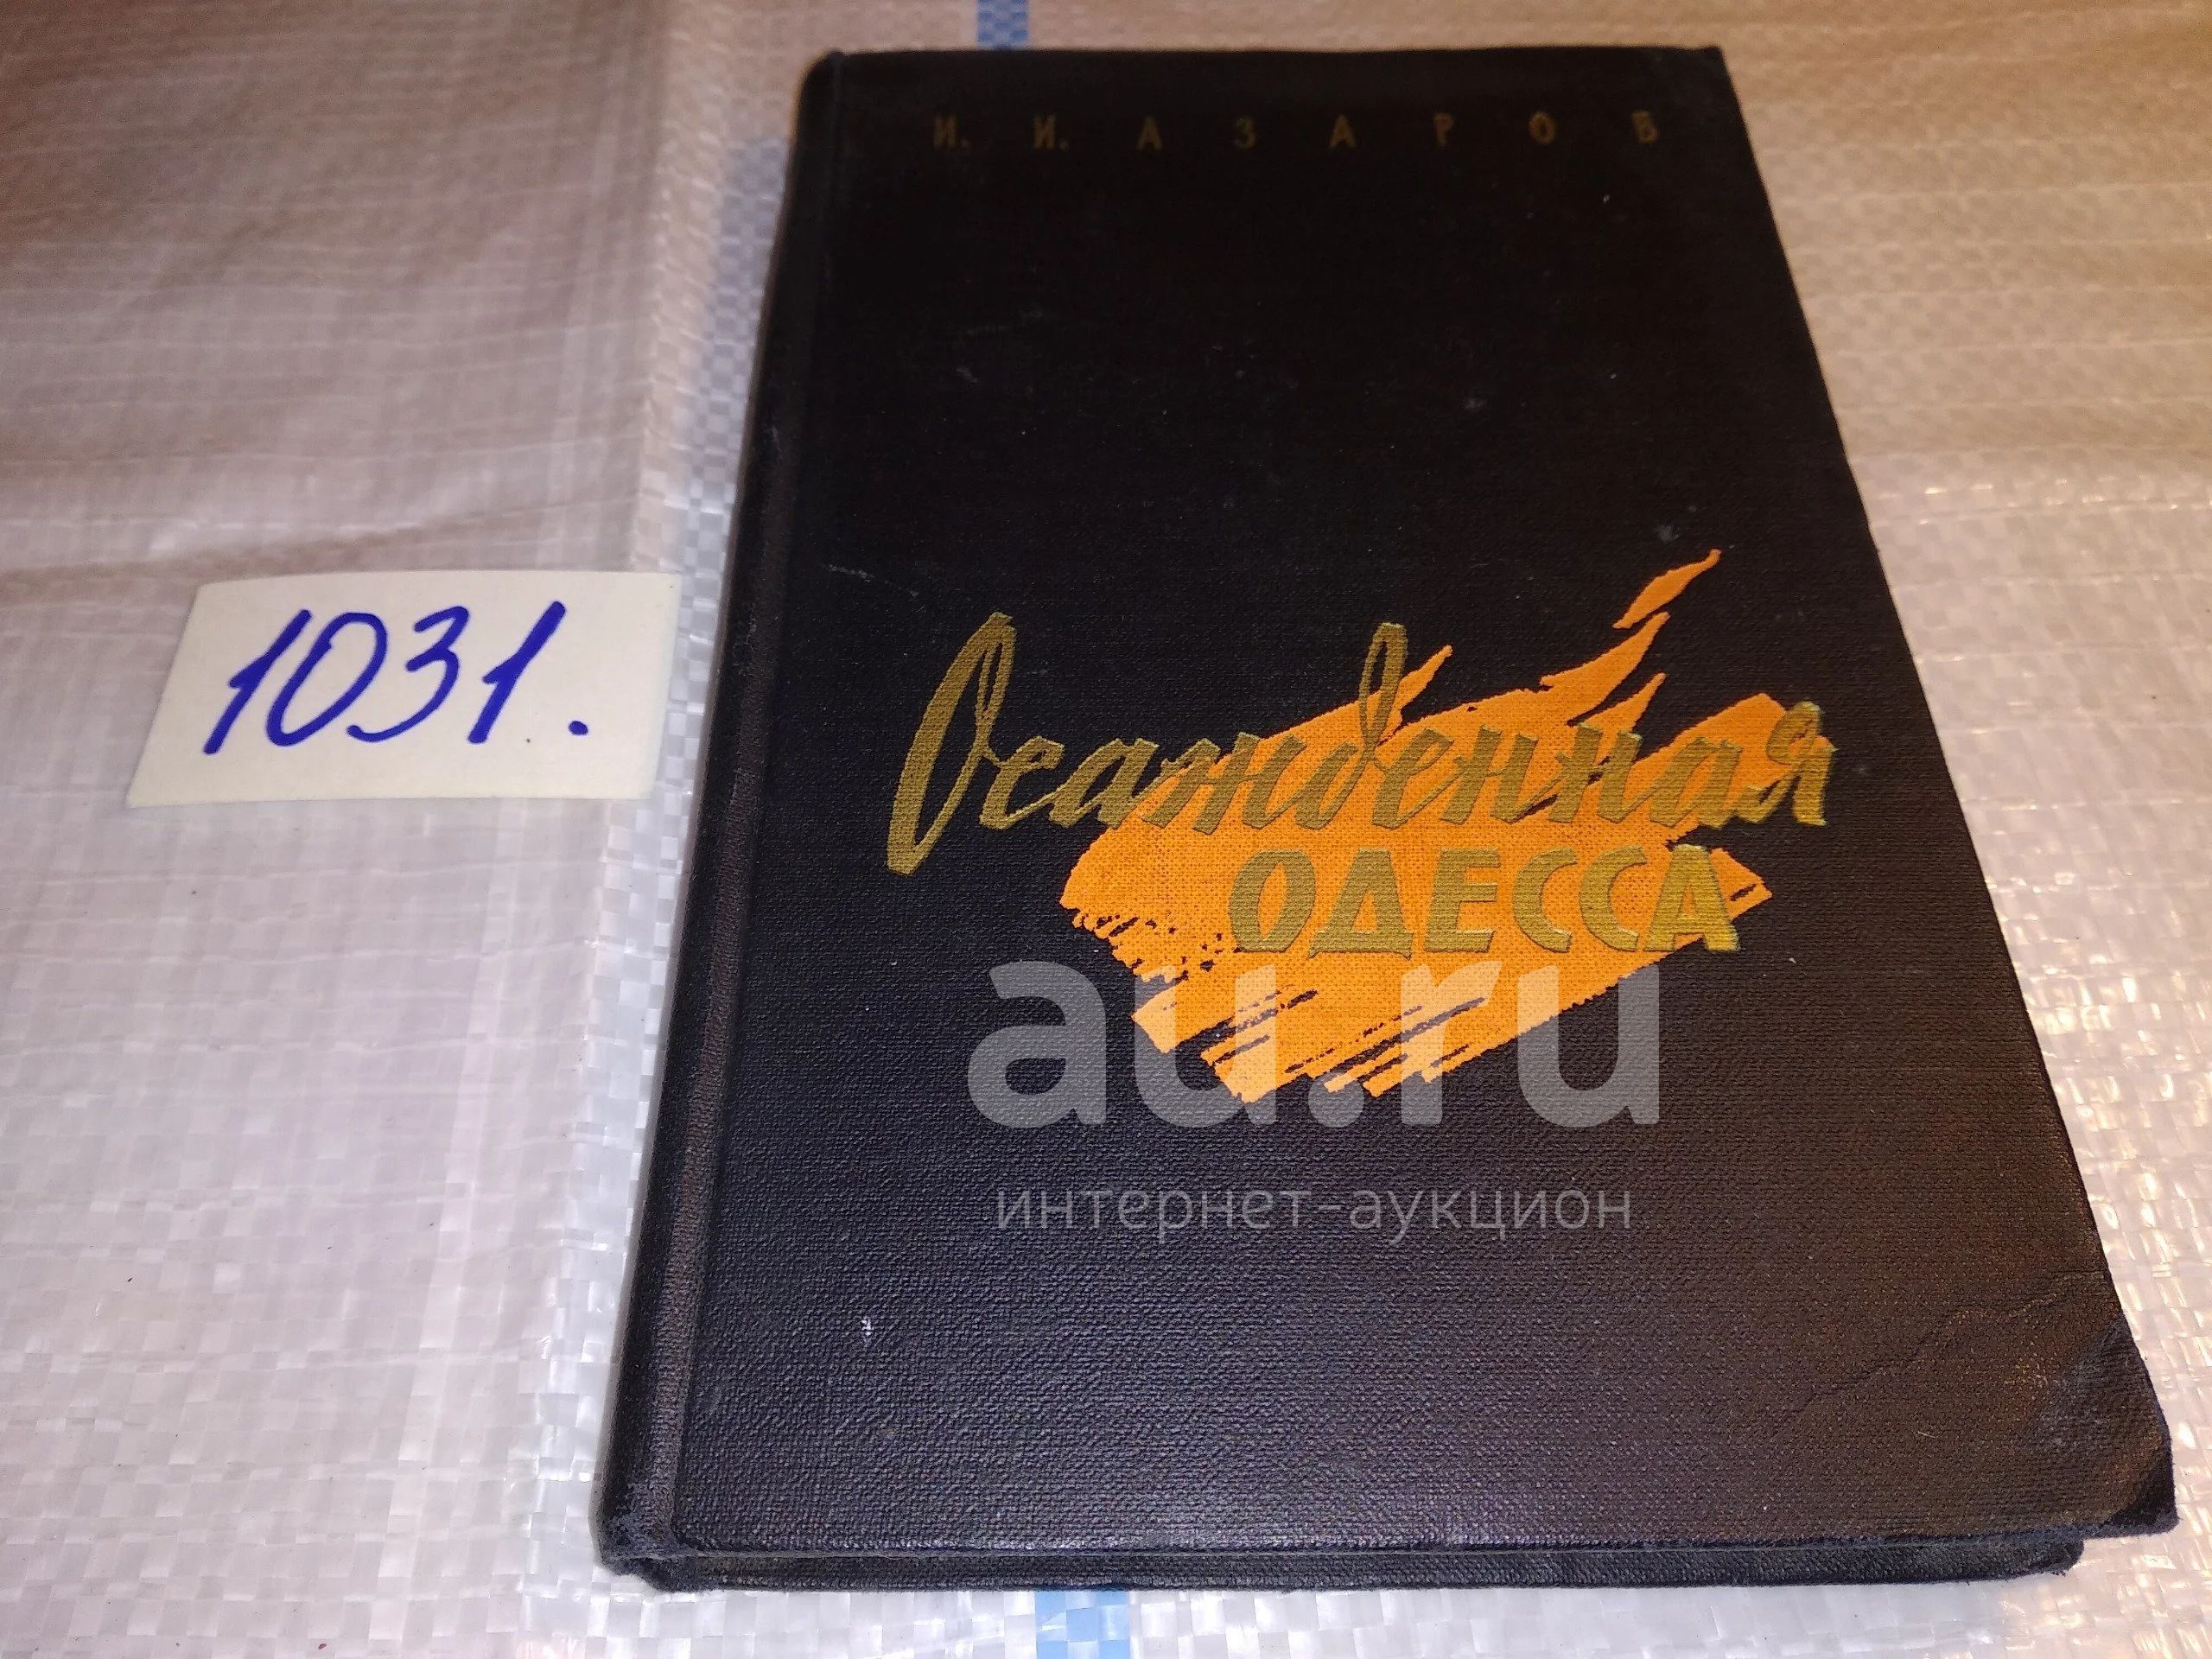 И. И. АЗАРОВ
1031.
Осажденная
ОДЕССА
au.ru
интернет-аукцион